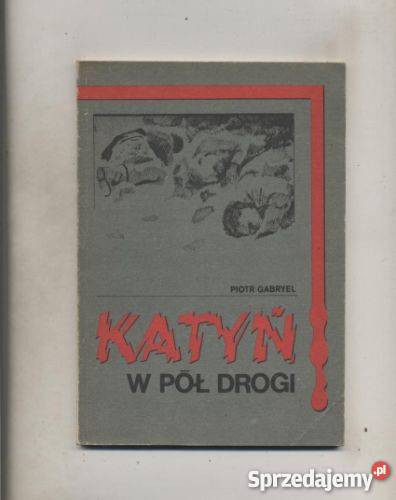 PIOTR GABRYEL
KATYŃ
W PÓŁ DROGI
Sprzedajemy.pl